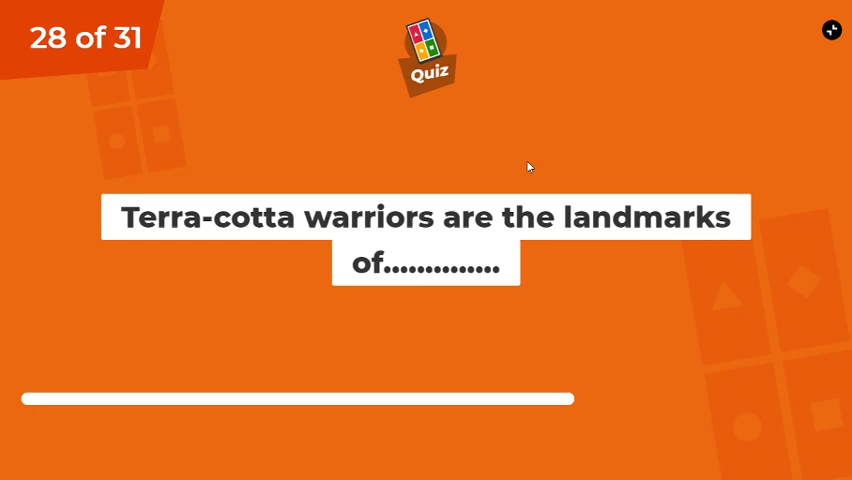 28 of 31
Quiz
Terra-cotta warriors are the landmarks
of..............